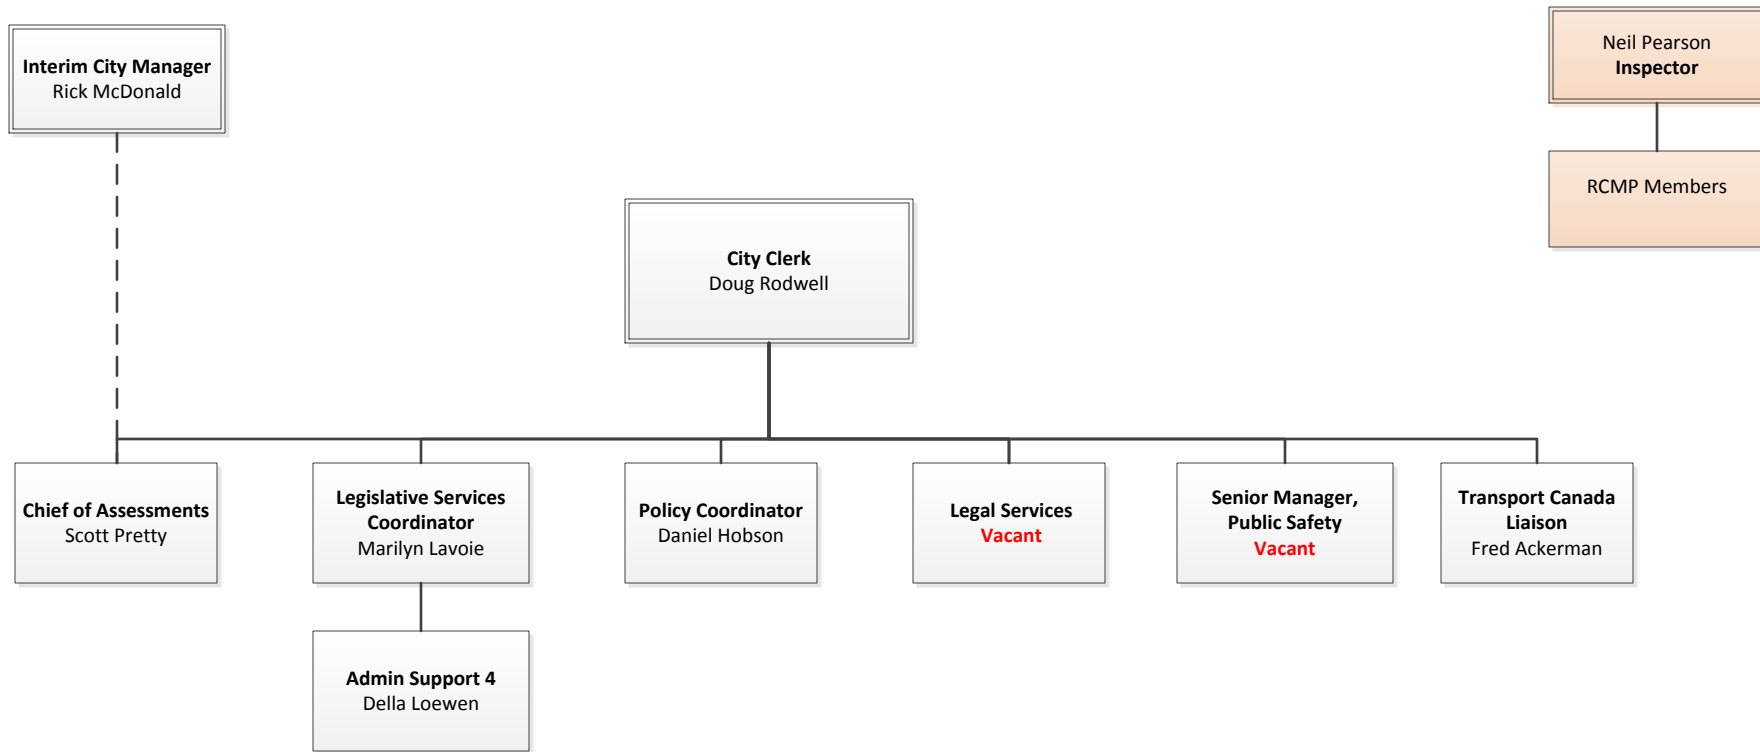 Interim City Manager
Rick McDonald
Neil Pearson
Inspector
RCMP Members
City Clerk
Doug Rodwell
Chief of Assessments
Scott Pretty
Legislative Services
Coordinator
Marilyn Lavoie
Policy Coordinator
Daniel Hobson
Legal Services
Vacant
Senior Manager,
Public Safety
Vacant
Transport Canada
Liaison
Fred Ackerman
Admin Support 4
Della Loewen